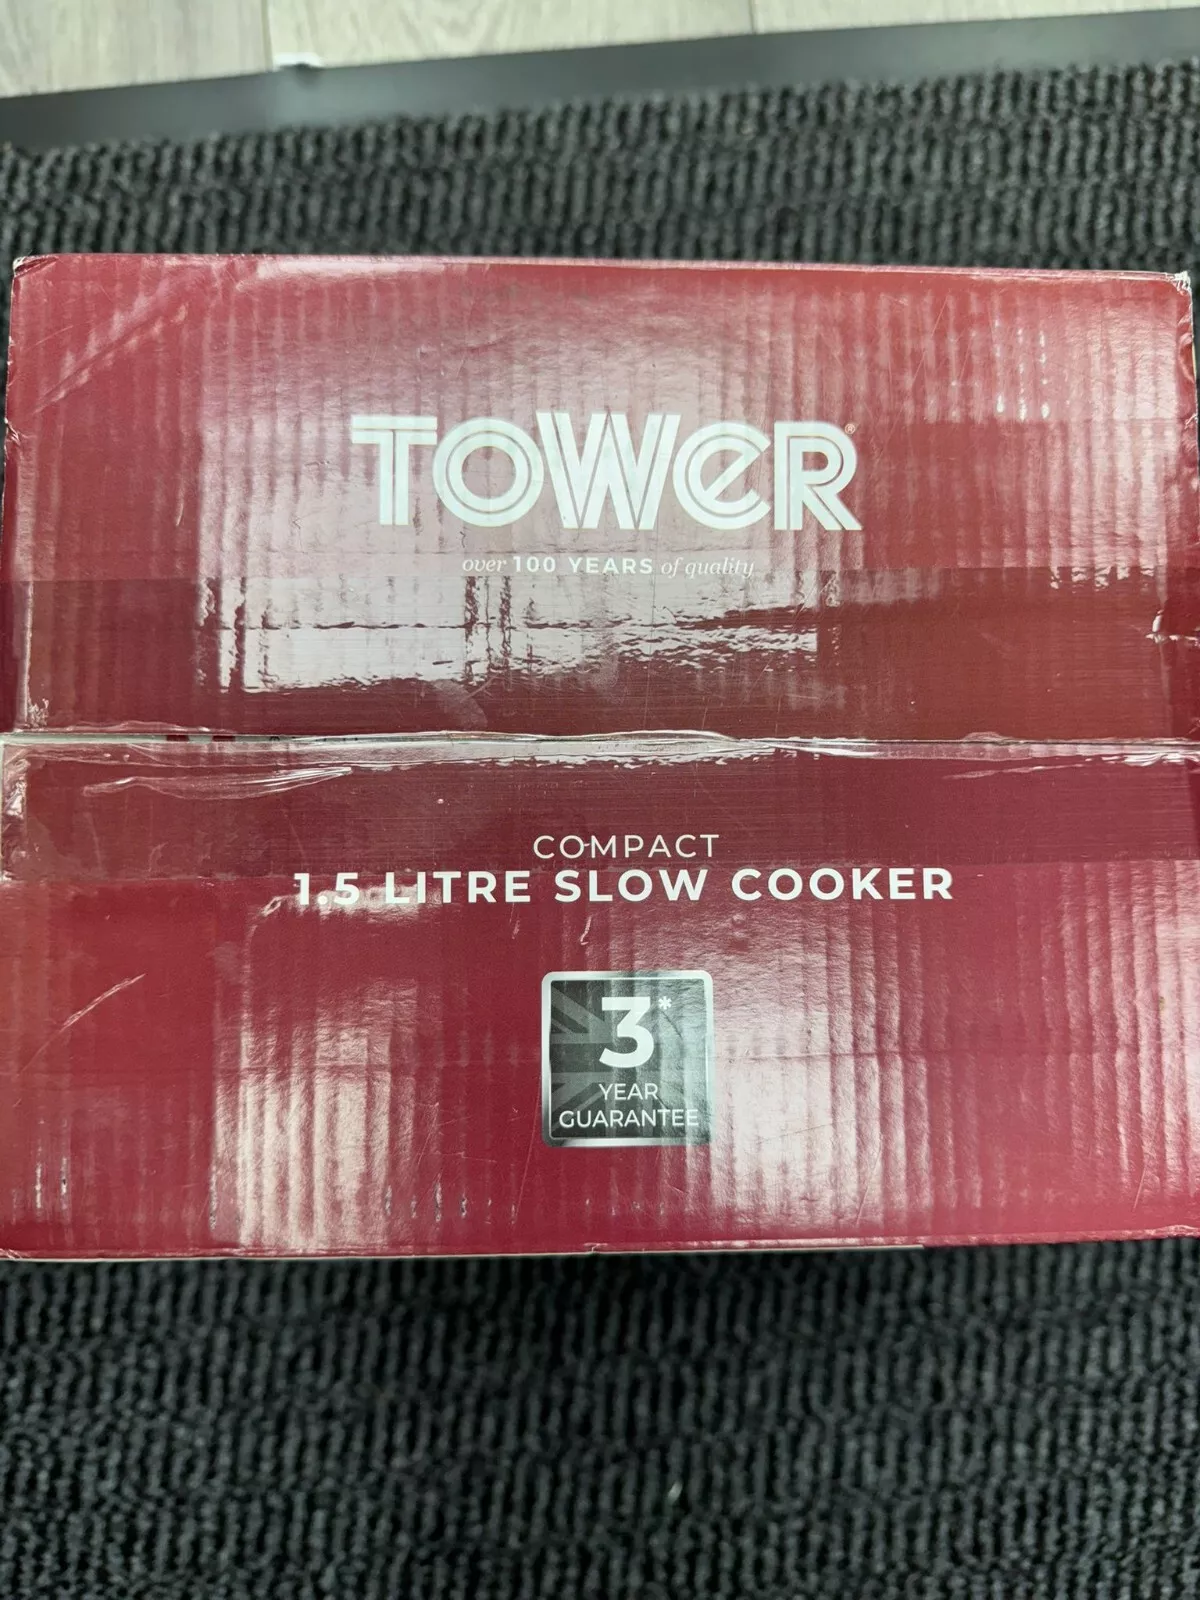 TOWER®
over 100 YEARS of quality
COMPACT
1.5 LITRE SLOW COOKER
3*
YEAR
GUARANTEE